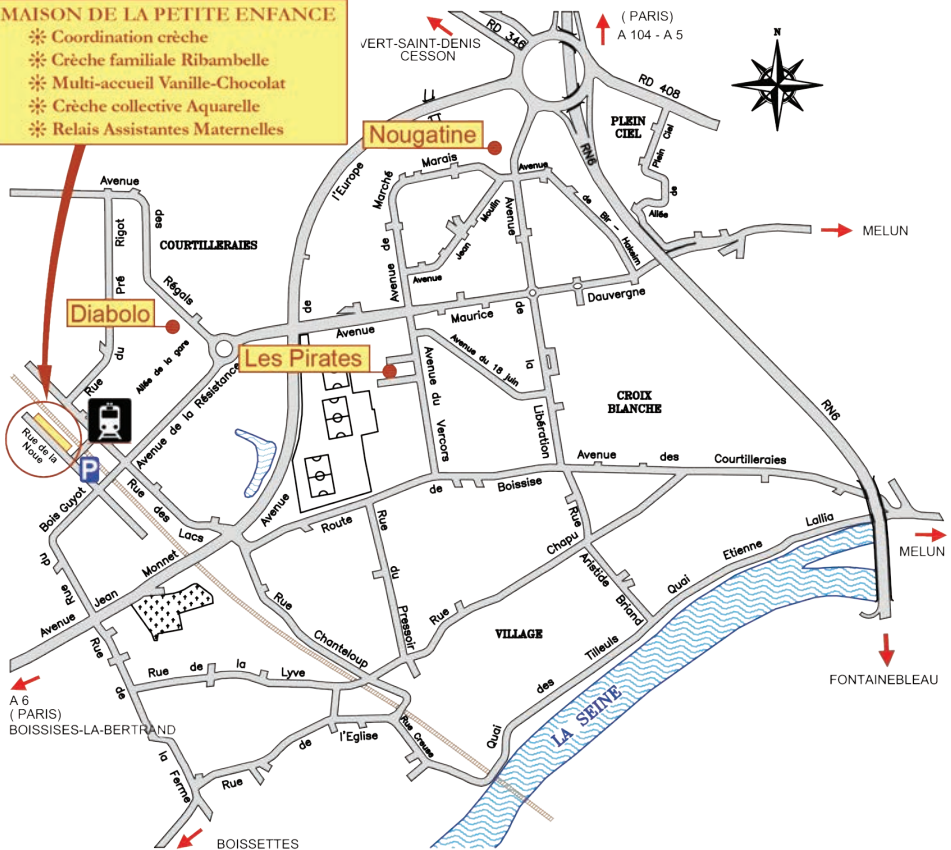 MAISON DE LA PETITE ENFANCE
Coordination crèche
Crèche familiale Ribambelle
Multi-accueil Vanille-Chocolat
Crèche collective Aquarelle
Relais Assistantes Maternelles
VERT-SAINT-DENIS
CESSON
RD 346
( PARIS)
A 104 - A 5
N
RD 408
PLEIN
CIEL
Allée de Plein Ciel
RN6
Nougatine
Avenue de l'Europe
Avenue de Marché Marais
Avenue Jean Moulin
Avenue de la Libération
Avenue de Bir - Hakeim
MELUN
Avenue des Régals
Rue du Pré Rigot
COURTILLERAIES
Diabolo
Allée de la gare
Avenue de la Résistance
Avenue Maurice Dauvergne
Les Pirates
Avenue du 18 juin
Avenue du Vercors
CROIX
BLANCHE
RN6
Rue de la
Noue
P
Rue du Bois Guyot
Rue des Lacs
Avenue Jean Monnet
Route de Boissise
Avenue des Courtilleraies
Rue du Pressoir
Rue Chapu
Rue Aristide Briand
Quai Etienne Lallia
MELUN
Rue Chanteloup
VILLAGE
Quai des Tilleuls
LA SEINE
FONTAINEBLEAU
Rue de la Lyve
Rue de l'Eglise
Rue Creuse
Rue de la Ferme
A 6
( PARIS)
BOISSISES-LA-BERTRAND
BOISSETTES